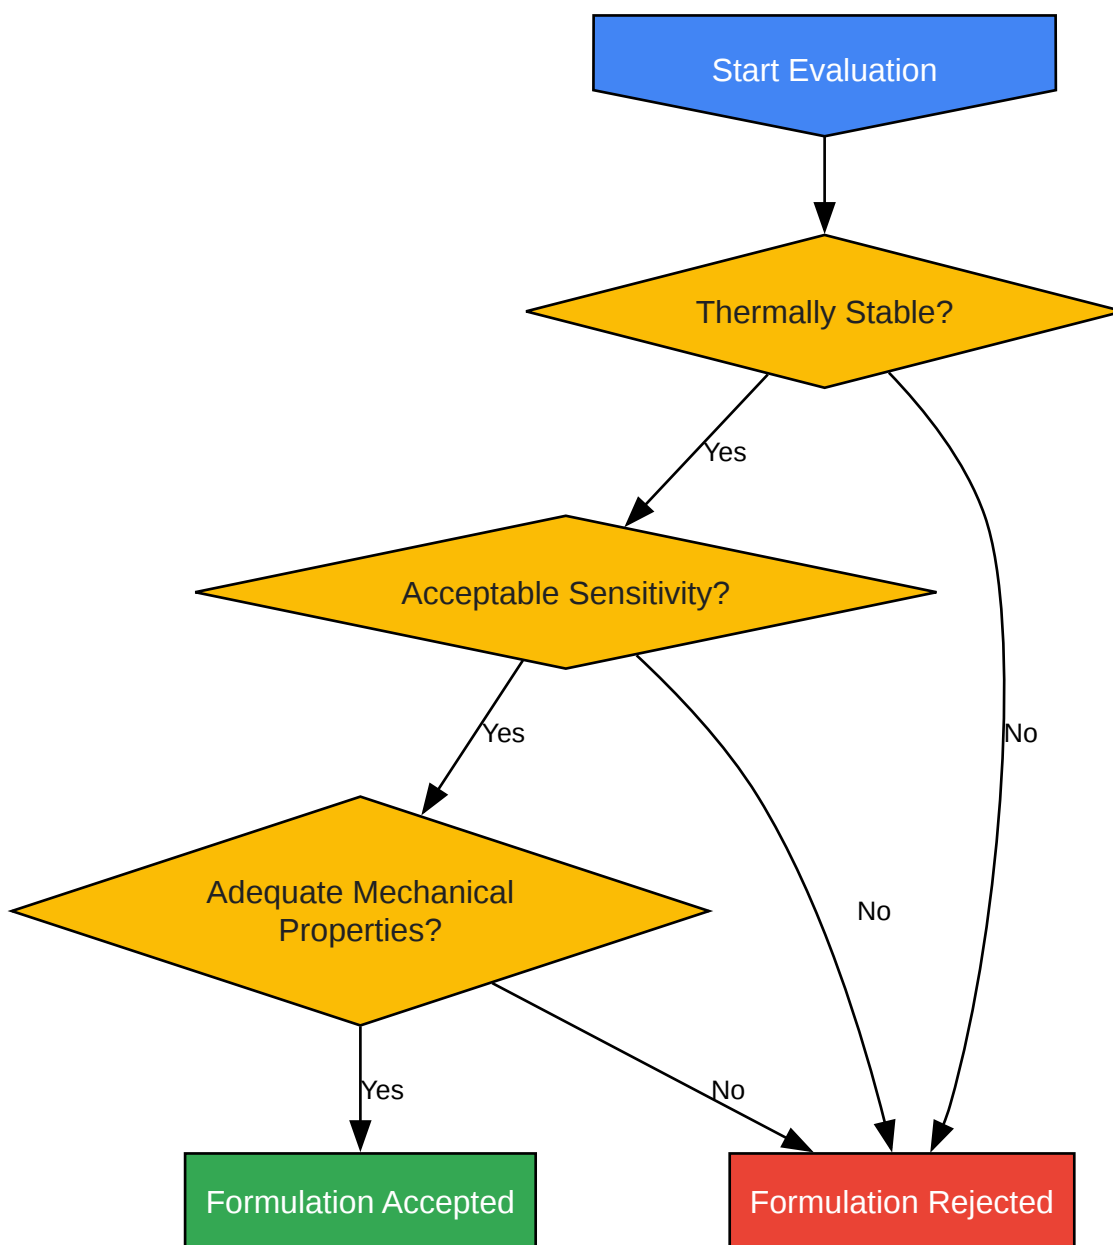 Start Evaluation
Thermally Stable?
Yes
Acceptable Sensitivity?
Yes
No
Adequate Mechanical
Properties?
No
Yes
No
Formulation Accepted
Formulation Rejected